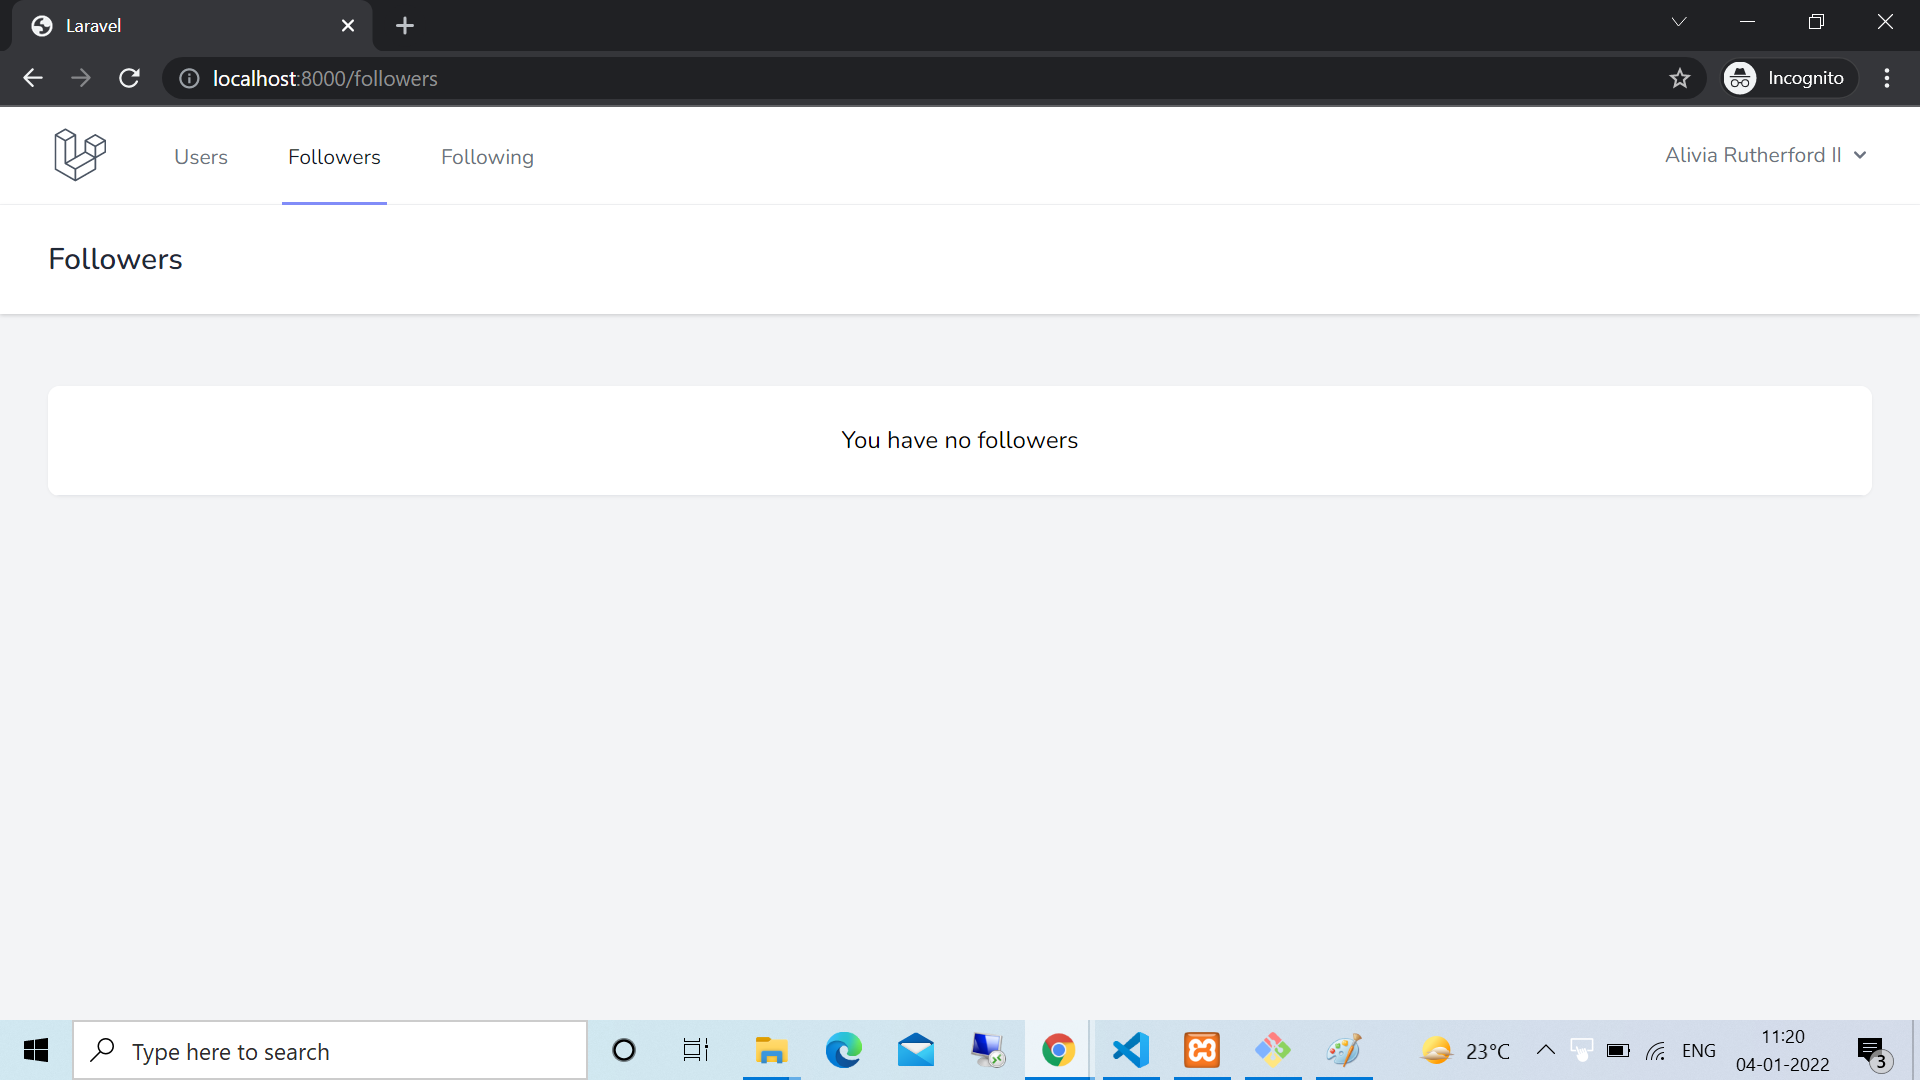 Laravel
localhost:8000/followers
Incognito
Users Followers Following
Alivia Rutherford II
Followers
You have no followers
Type here to search
23°C
ENG
11:20
04-01-2022
3